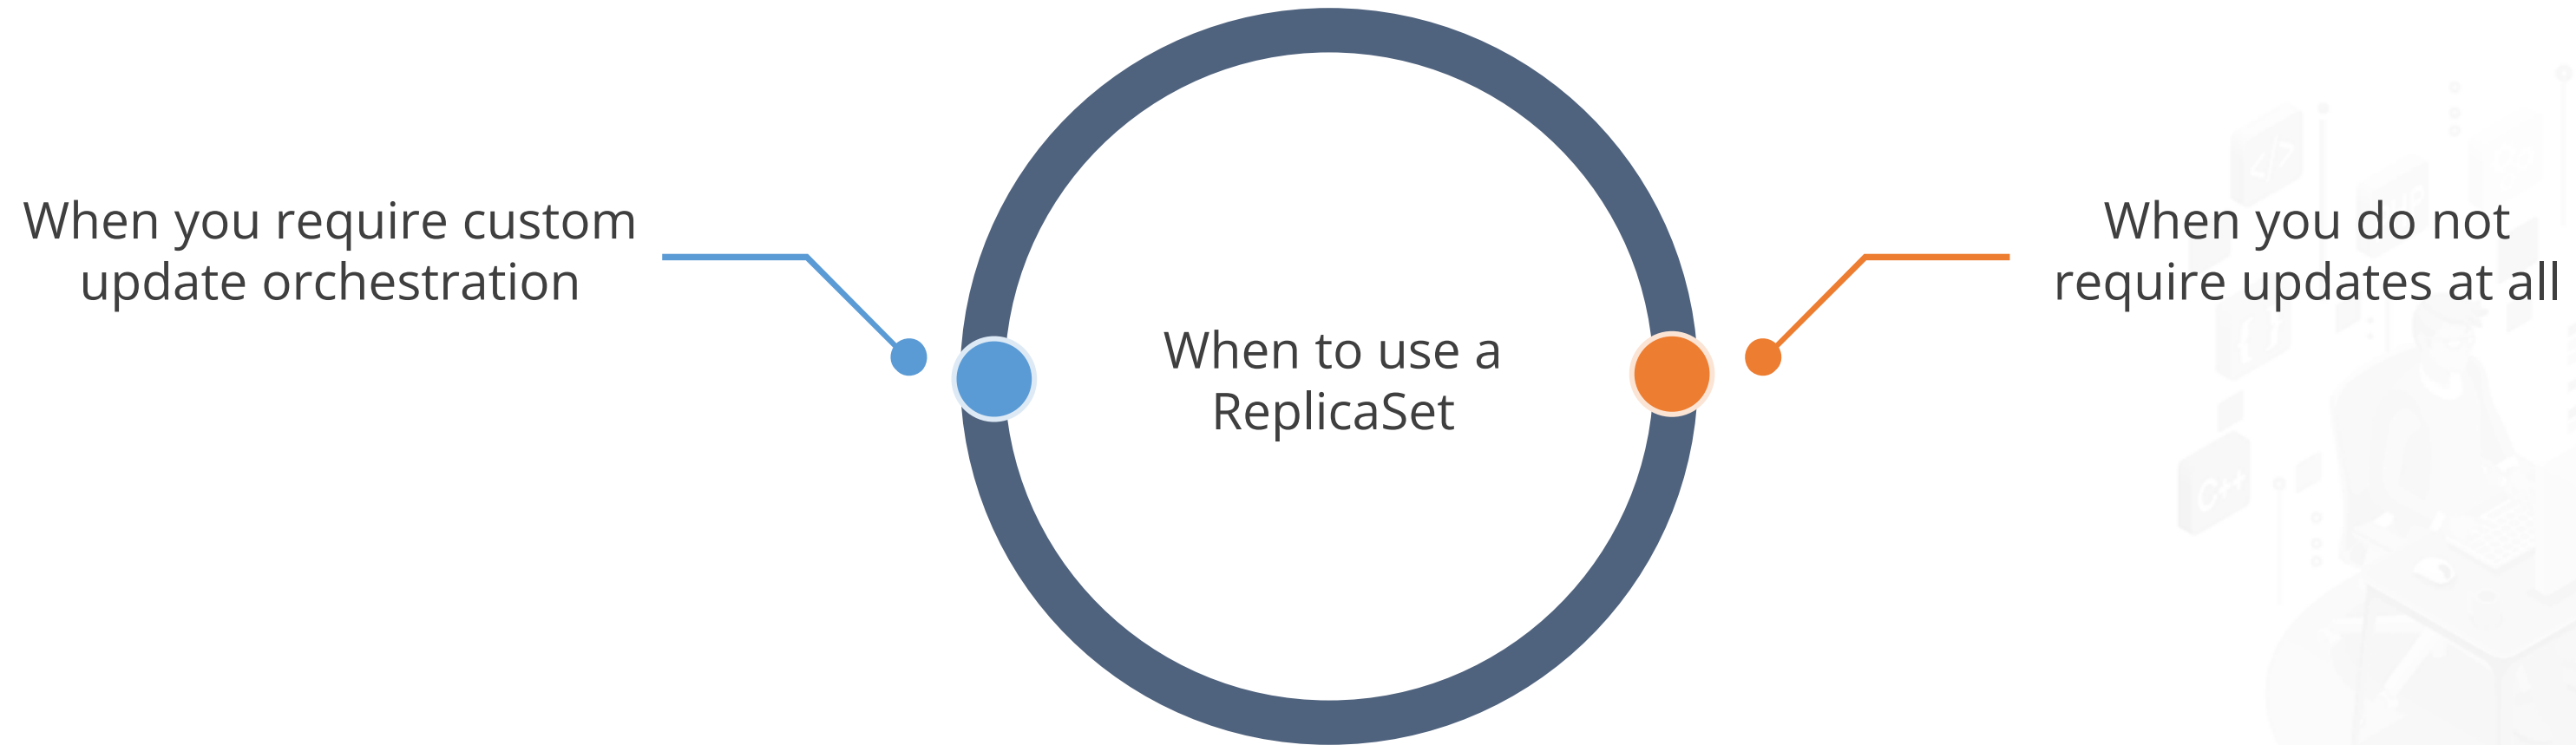 When you require custom
update orchestration
When to use a
ReplicaSet
When you do not
require updates at all
</?
C++